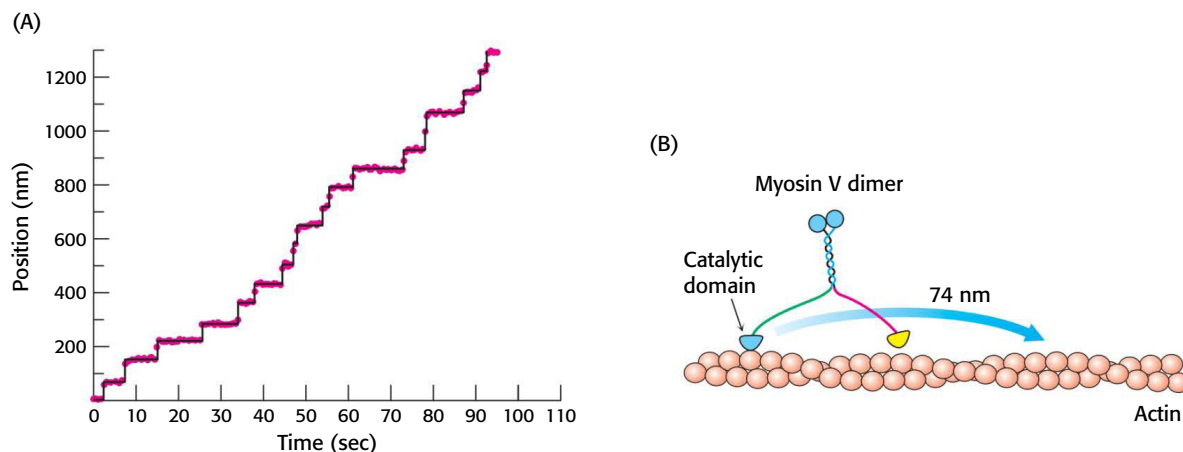 (A)
1200
1000
800
600
400
200
Position (nm)
0 10 20 30 40 50 60 70 80 90 100 110
Time (sec)
(B)
Myosin V dimer
Catalytic
domain
74 nm
Actin